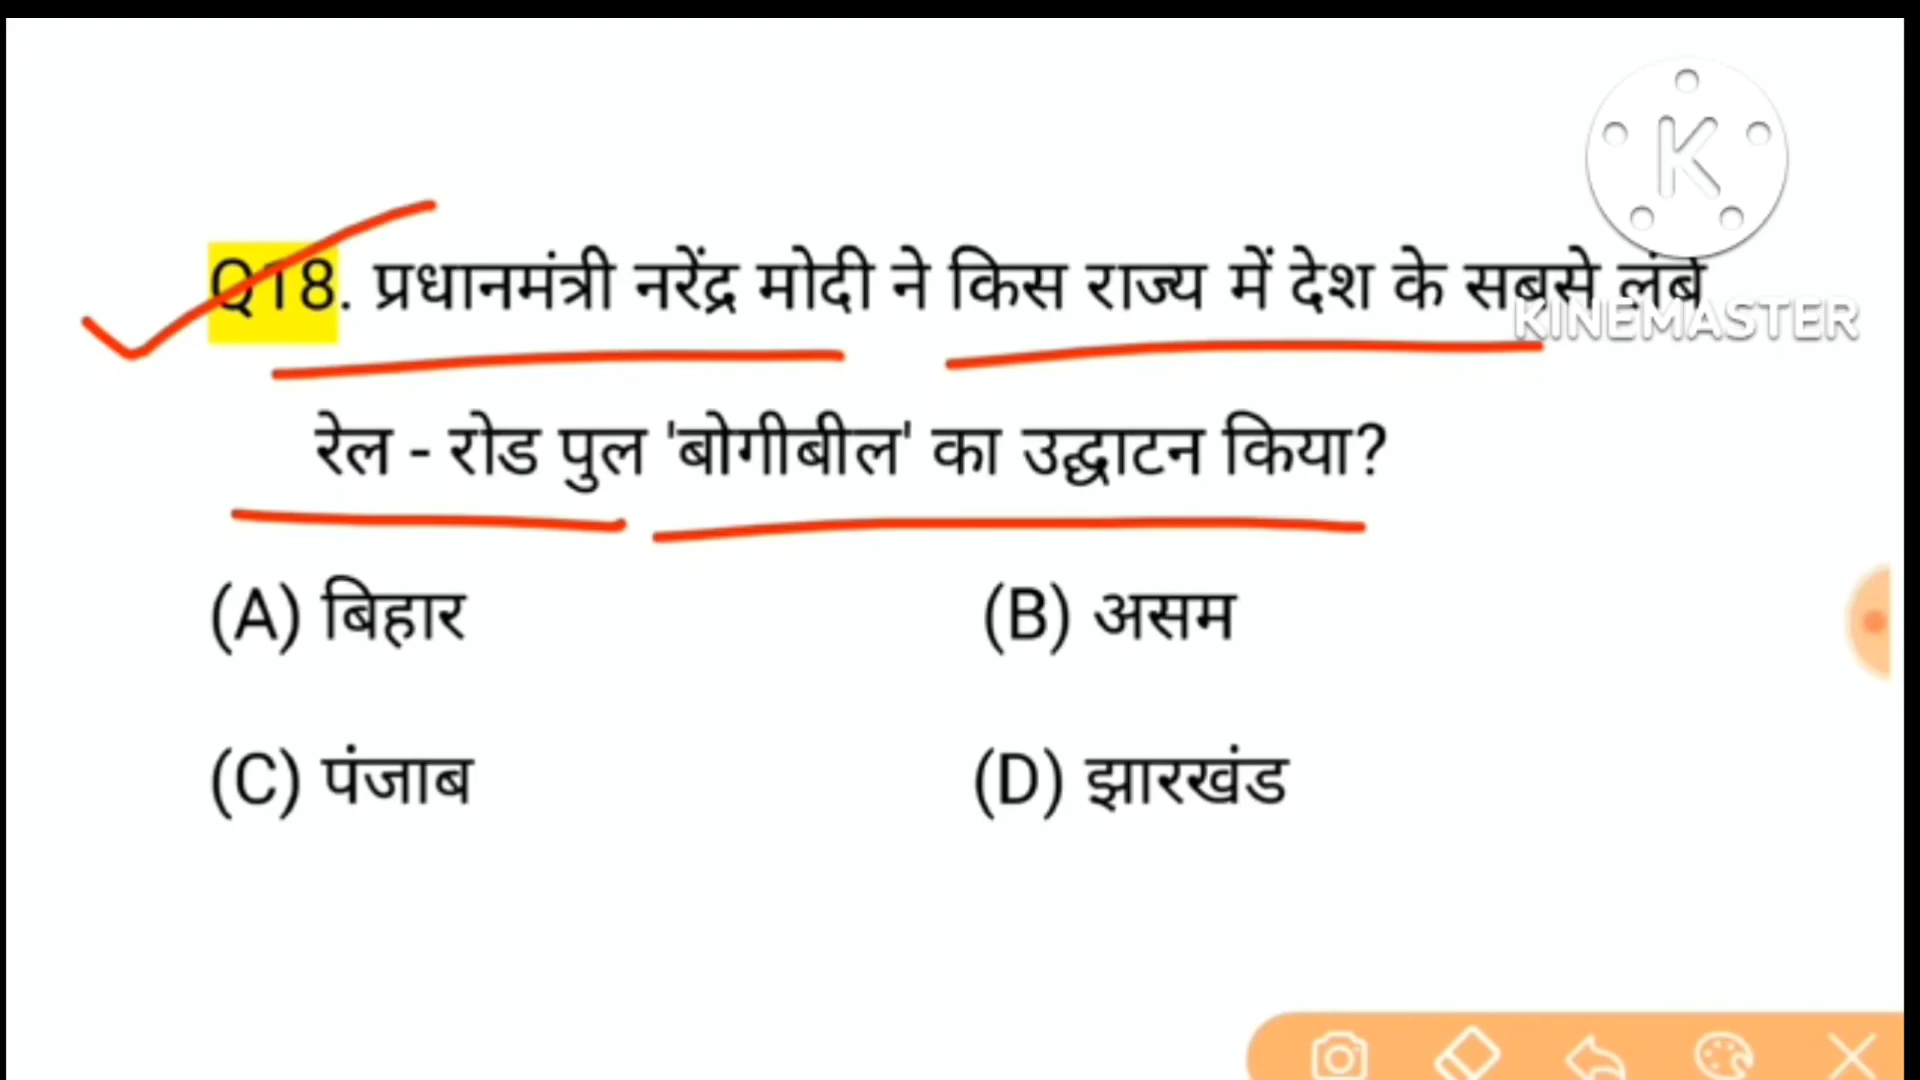 K
Q18. प्रधानमंत्री नरेंद्र मोदी ने किस राज्य में देश के सबसे लंबे
KINEMASTER
रेल - रोड पुल 'बोगीबील' का उद्घाटन किया?
(A) बिहार (B) असम
(C) पंजाब (D) झारखंड